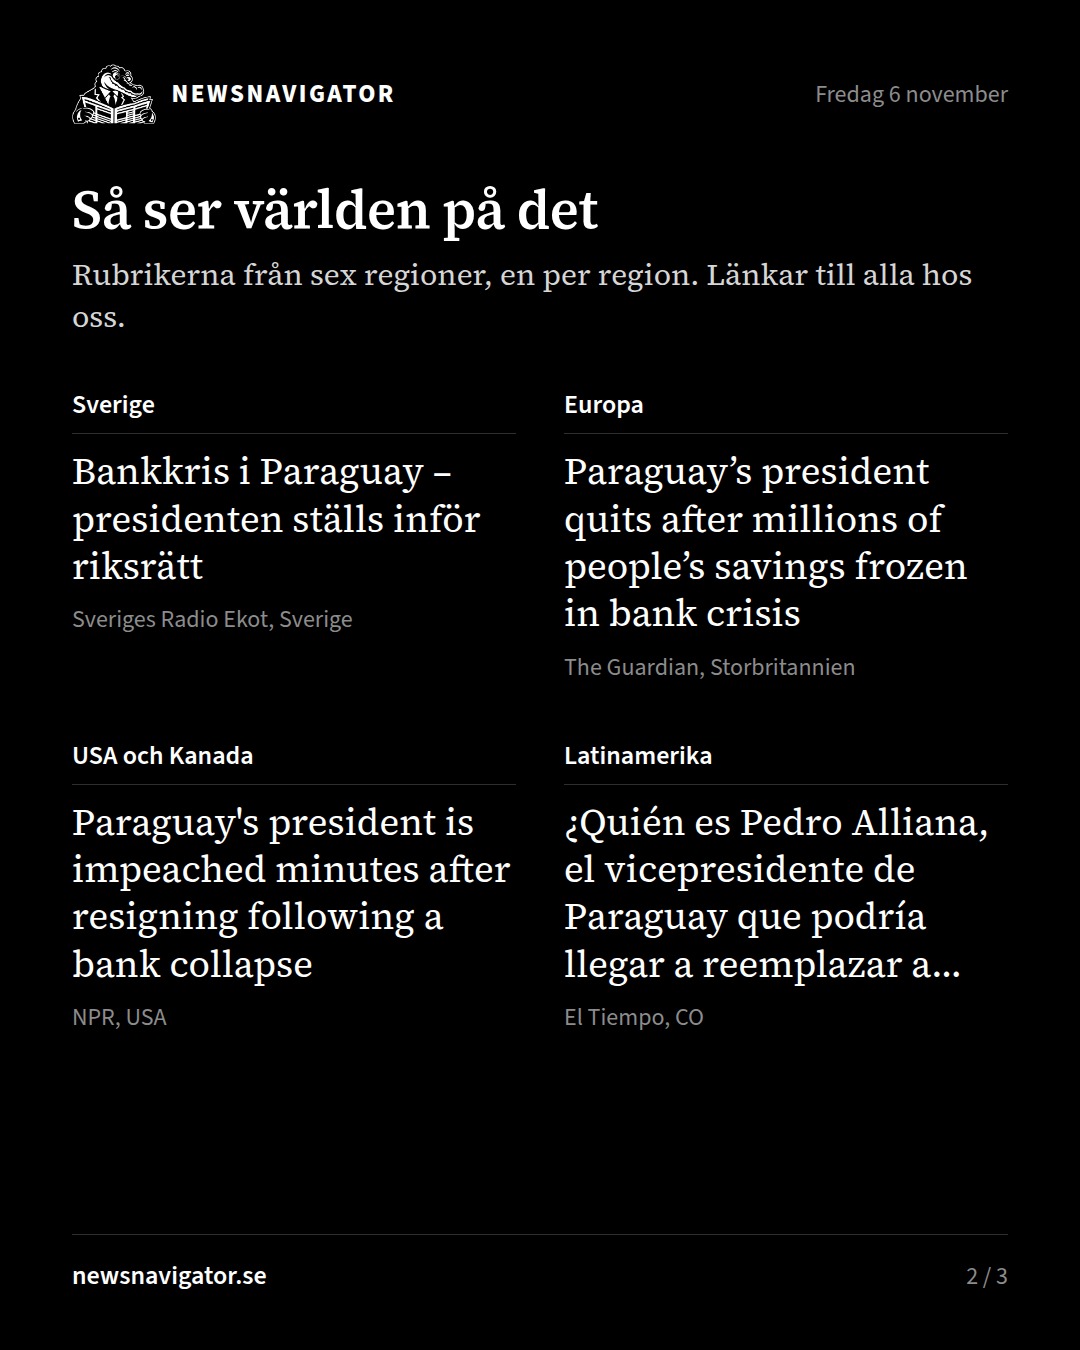 NEWSNAVIGATOR
Fredag 6 november
Så ser världen på det
Rubrikerna från sex regioner, en per region. Länkar till alla hos
oss.
Sverige
Bankkris i Paraguay –
presidenten ställs inför
riksrätt
Sveriges Radio Ekot, Sverige
Europa
Paraguay’s president
quits after millions of
people’s savings frozen
in bank crisis
The Guardian, Storbritannien
USA och Kanada
Paraguay's president is
impeached minutes after
resigning following a
bank collapse
NPR, USA
Latinamerika
¿Quién es Pedro Alliana,
el vicepresidente de
Paraguay que podría
llegar a reemplazar a...
El Tiempo, CO
newsnavigator.se
2 / 3